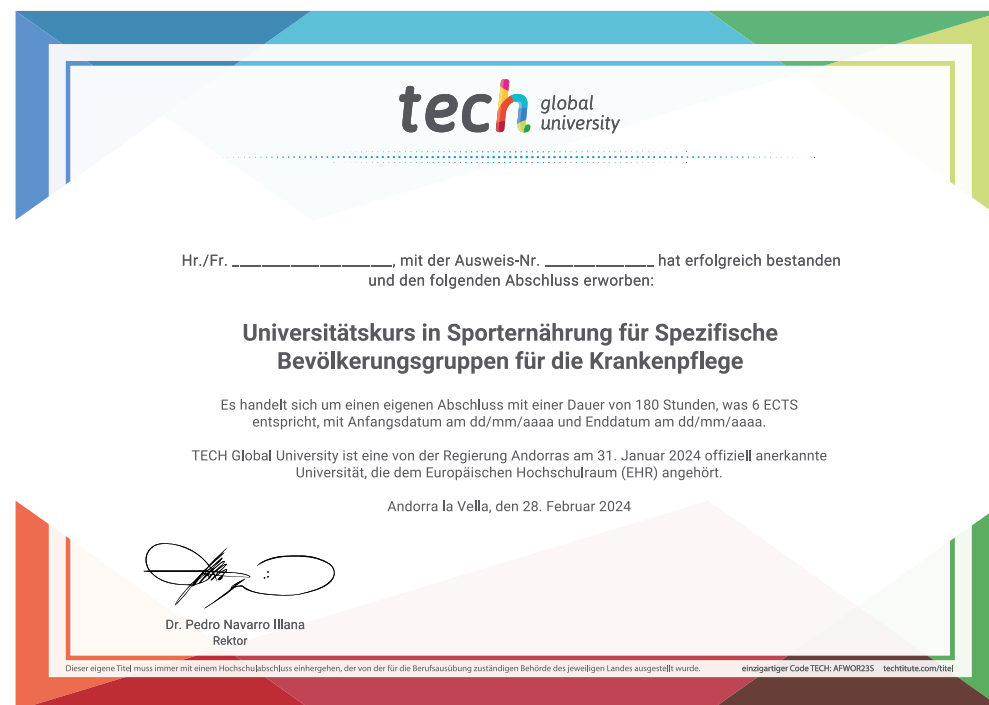 tech global university
Hr./Fr. ____________________, mit der Ausweis-Nr. ______________ hat erfolgreich bestanden
und den folgenden Abschluss erworben:
Universitätskurs in Sporternährung für Spezifische
Bevölkerungsgruppen für die Krankenpflege
Es handelt sich um einen eigenen Abschluss mit einer Dauer von 180 Stunden, was 6 ECTS
entspricht, mit Anfangsdatum am dd/mm/aaaa und Enddatum am dd/mm/aaaa.
TECH Global University ist eine von der Regierung Andorras am 31. Januar 2024 offiziell anerkannte
Universität, die dem Europäischen Hochschulraum (EHR) angehört.
Andorra la Vella, den 28. Februar 2024
Dr. Pedro Navarro Illana
Rektor
Dieser eigene Titel muss immer mit einem Hochschulabschluss einhergehen, der von der für die Berufsausübung zuständigen Behörde des jeweiligen Landes ausgestellt wurde. einzigartiger Code TECH: AFWOR23S techtitute.com/titel